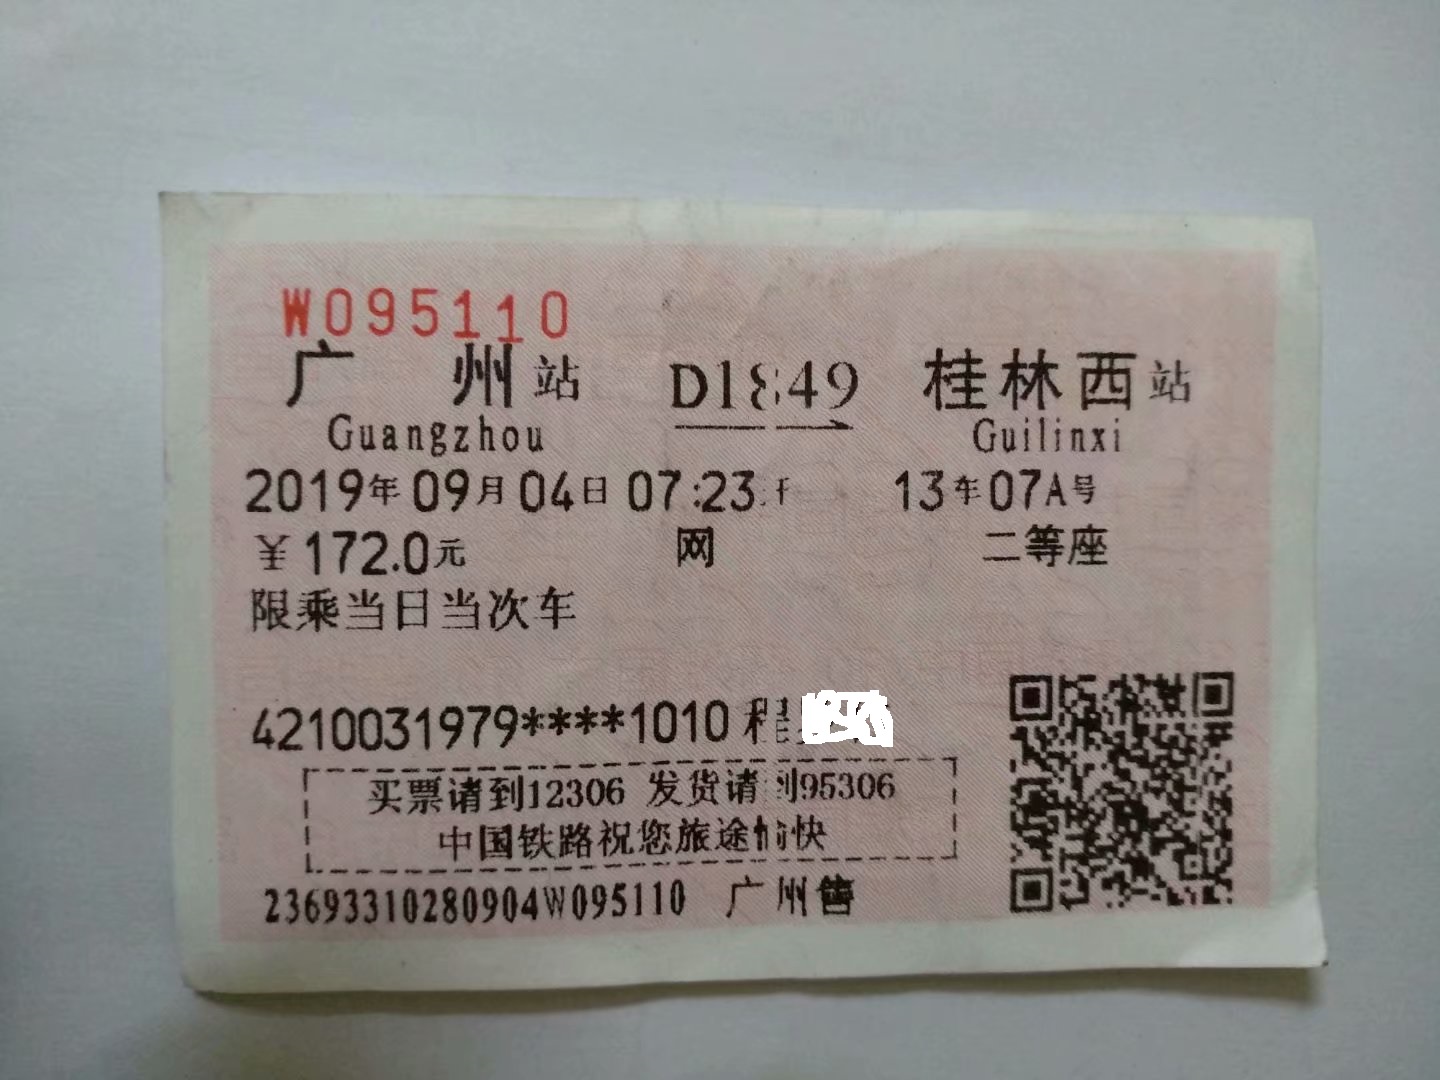 W095110
广州站 D1849 桂林西站
Guangzhou Guilinxi
2019年09月04日 07:23开 13车07A号
￥172.0元 网 二等座
限乘当日当次车
4210031979****1010 程
买票请到12306 发货请到95306
中国铁路祝您旅途愉快
23693310280904W095110 广州售